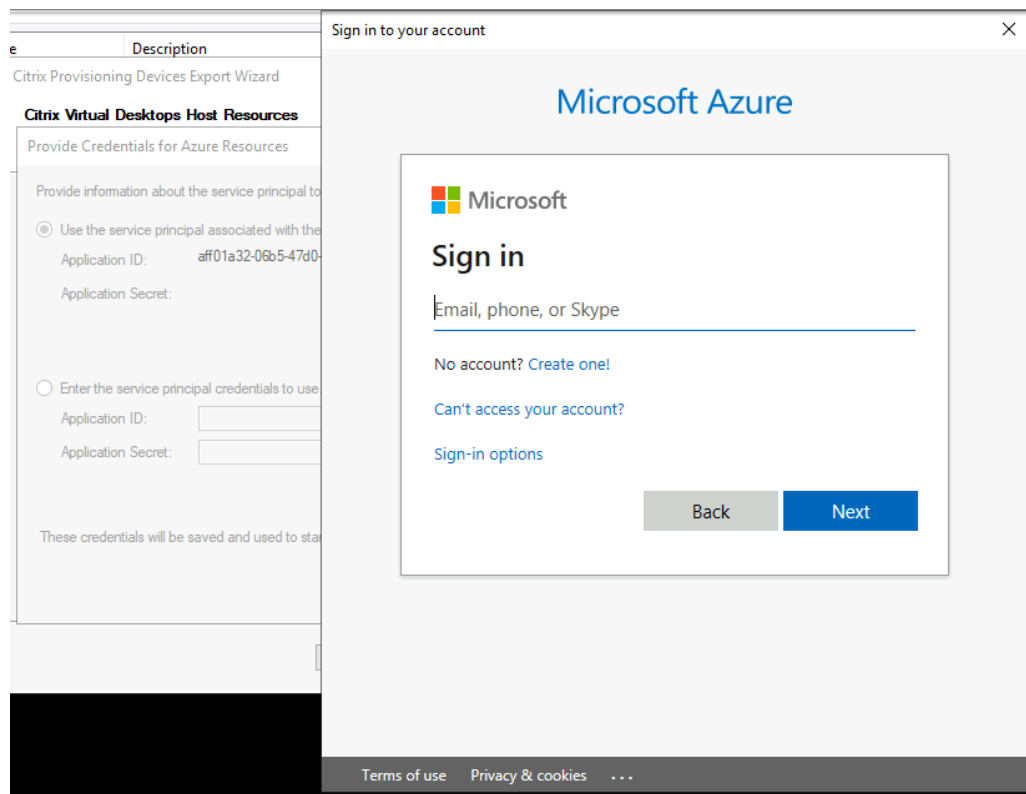 e
Description
Citrix Provisioning Devices Export Wizard
Citrix Virtual Desktops Host Resources
Provide Credentials for Azure Resources
Provide information about the service principal to
Use the service principal associated with the
Application ID: aff01a32-06b5-47d0-
Application Secret:
Enter the service principal credentials to use
Application ID:
Application Secret:
These credentials will be saved and used to star
Sign in to your account
Microsoft Azure
Microsoft
Sign in
Email, phone, or Skype
No account? Create one!
Can't access your account?
Sign-in options
Back Next
Terms of use Privacy & cookies ...